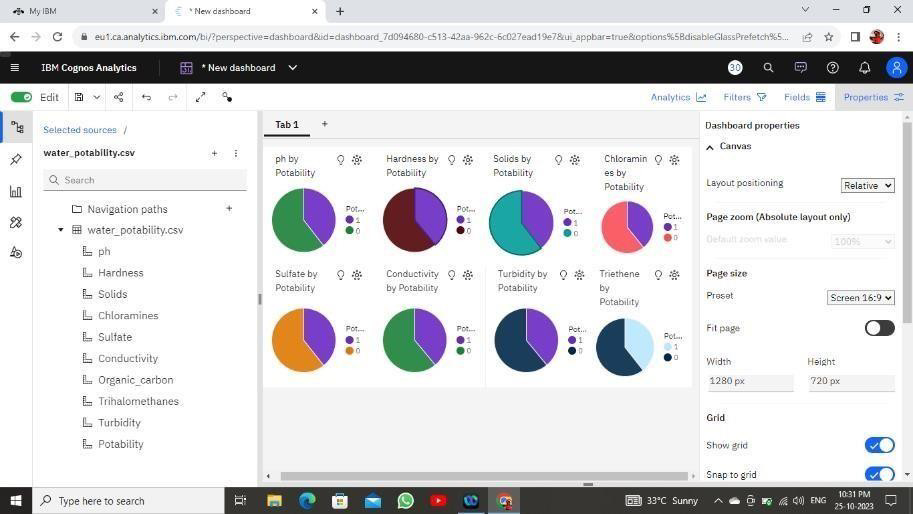 My IBM
* New dashboard
eu1.ca.analytics.ibm.com/bi/?perspective=dashboard&id=dashboard_7d094680-c513-42aa-962c-6c027ead19e7&ui_appbar=true&options%5BdisableGlassPrefetch%5...
IBM Cognos Analytics
* New dashboard
30
Edit
Analytics
Filters
Fields
Properties
Selected sources /
water_potability.csv
Search
Navigation paths
water_potability.csv
ph
Hardness
Solids
Chloramines
Sulfate
Conductivity
Organic_carbon
Trihalomethanes
Turbidity
Potability
Tab 1
ph by
Potability
Pot...
1
0
Hardness by
Potability
Pot...
1
0
Solids by
Potability
Pot...
1
0
Chloramin
es by
Potability
Pot...
1
0
Sulfate by
Potability
Pot...
1
0
Conductivity
by Potability
Pot...
1
0
Turbidity by
Potability
Pot...
1
0
Triethene
by
Potability
Pot...
1
0
Dashboard properties
Canvas
Layout positioning
Relative
Page zoom (Absolute layout only)
Default zoom value
100%
Page size
Preset
Screen 16:9
Fit page
Width
Height
1280 px
720 px
Grid
Show grid
Snap to grid
Type here to search
33°C Sunny
ENG
10:31 PM
25-10-2023